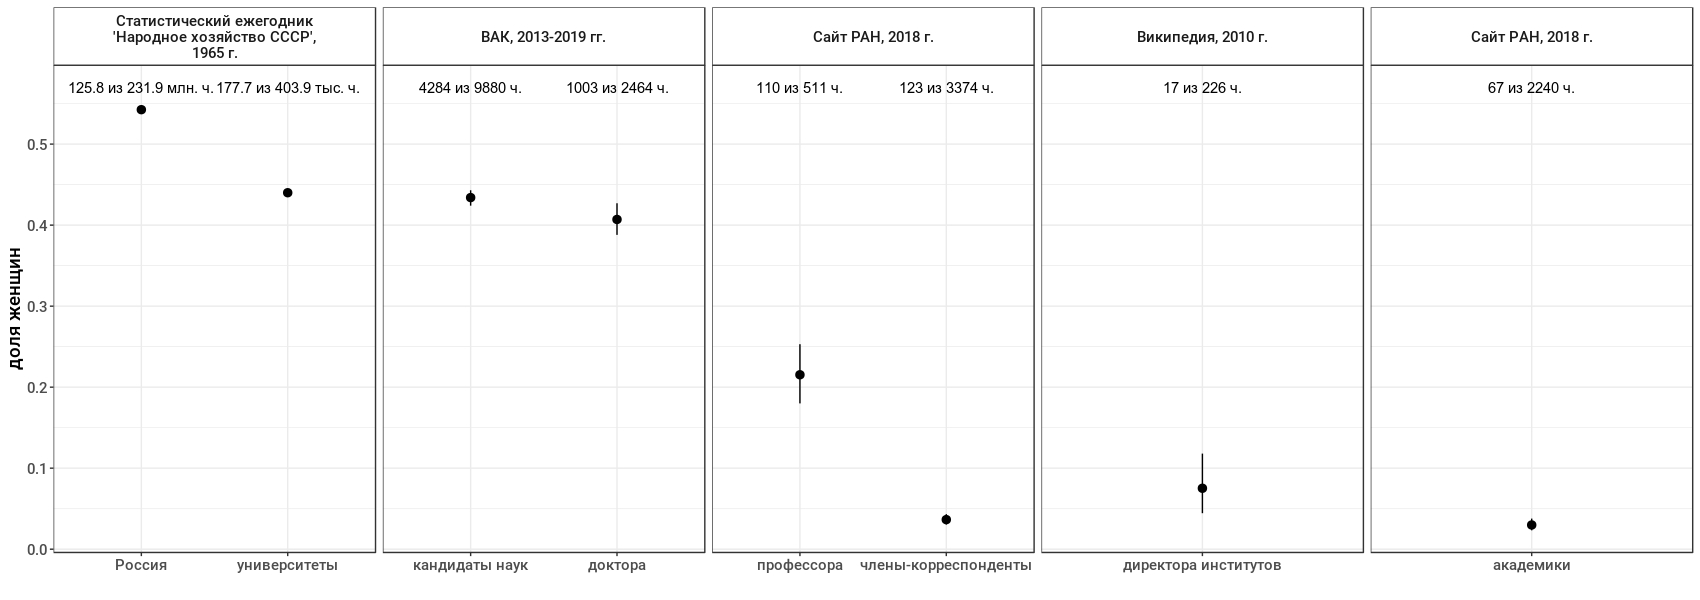 Статистический ежегодник
'Народное хозяйство СССР',
1965 г.
ВАК, 2013-2019 гг.
Сайт РАН, 2018 г.
Википедия, 2010 г.
Сайт РАН, 2018 г.
125.8 из 231.9 млн. ч. 177.7 из 403.9 тыс. ч.
4284 из 9880 ч. 1003 из 2464 ч.
110 из 511 ч. 123 из 3374 ч.
17 из 226 ч.
67 из 2240 ч.
доля женщин
0.5
0.4
0.3
0.2
0.1
0.0
Россия университеты
кандидаты наук доктора
профессора члены-корреспонденты
директора институтов
академики